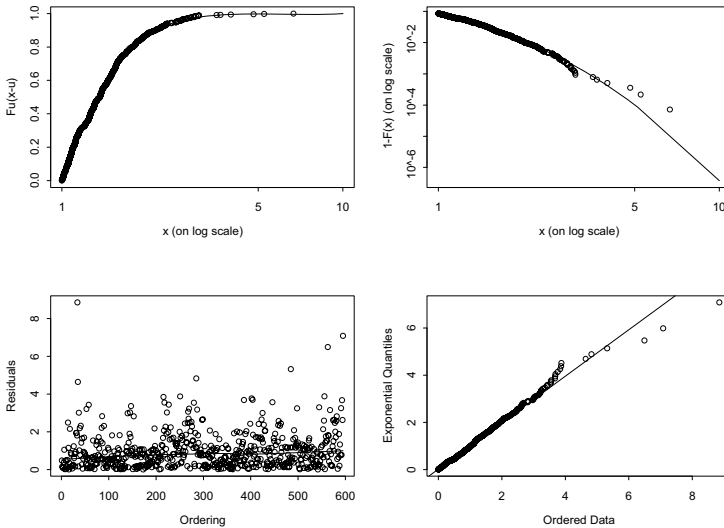 Fu(x-u)
0.0 0.2 0.4 0.6 0.8 1.0
1 5 10
x (on log scale)
1-F(x) (on log scale)
10^-6 10^-4 10^-2
1 5 10
x (on log scale)
Residuals
0 2 4 6 8
0 100 200 300 400 500 600
Ordering
Exponential Quantiles
0 2 4 6
0 2 4 6 8
Ordered Data